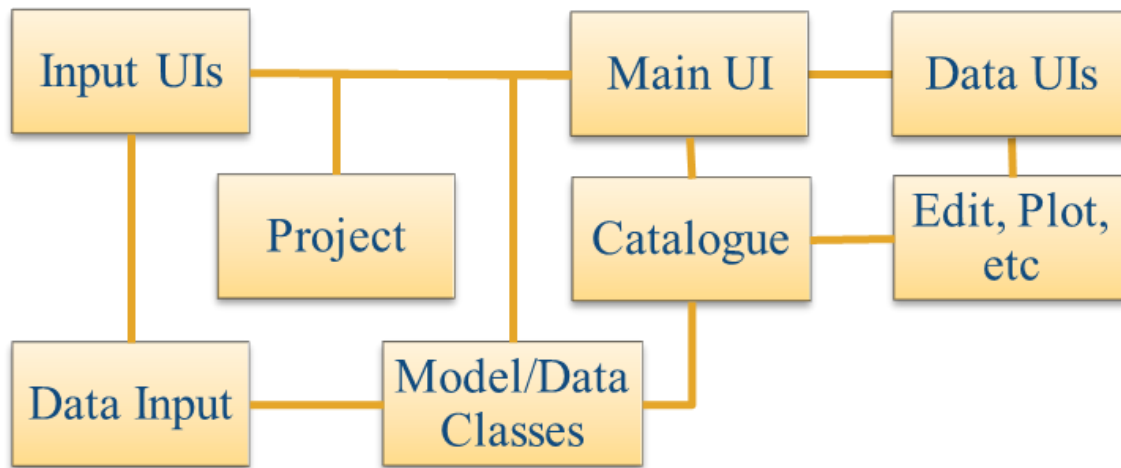 Input UIs
Main UI
Data UIs
Project
Catalogue
Edit, Plot,
etc
Data Input
Model/Data
Classes